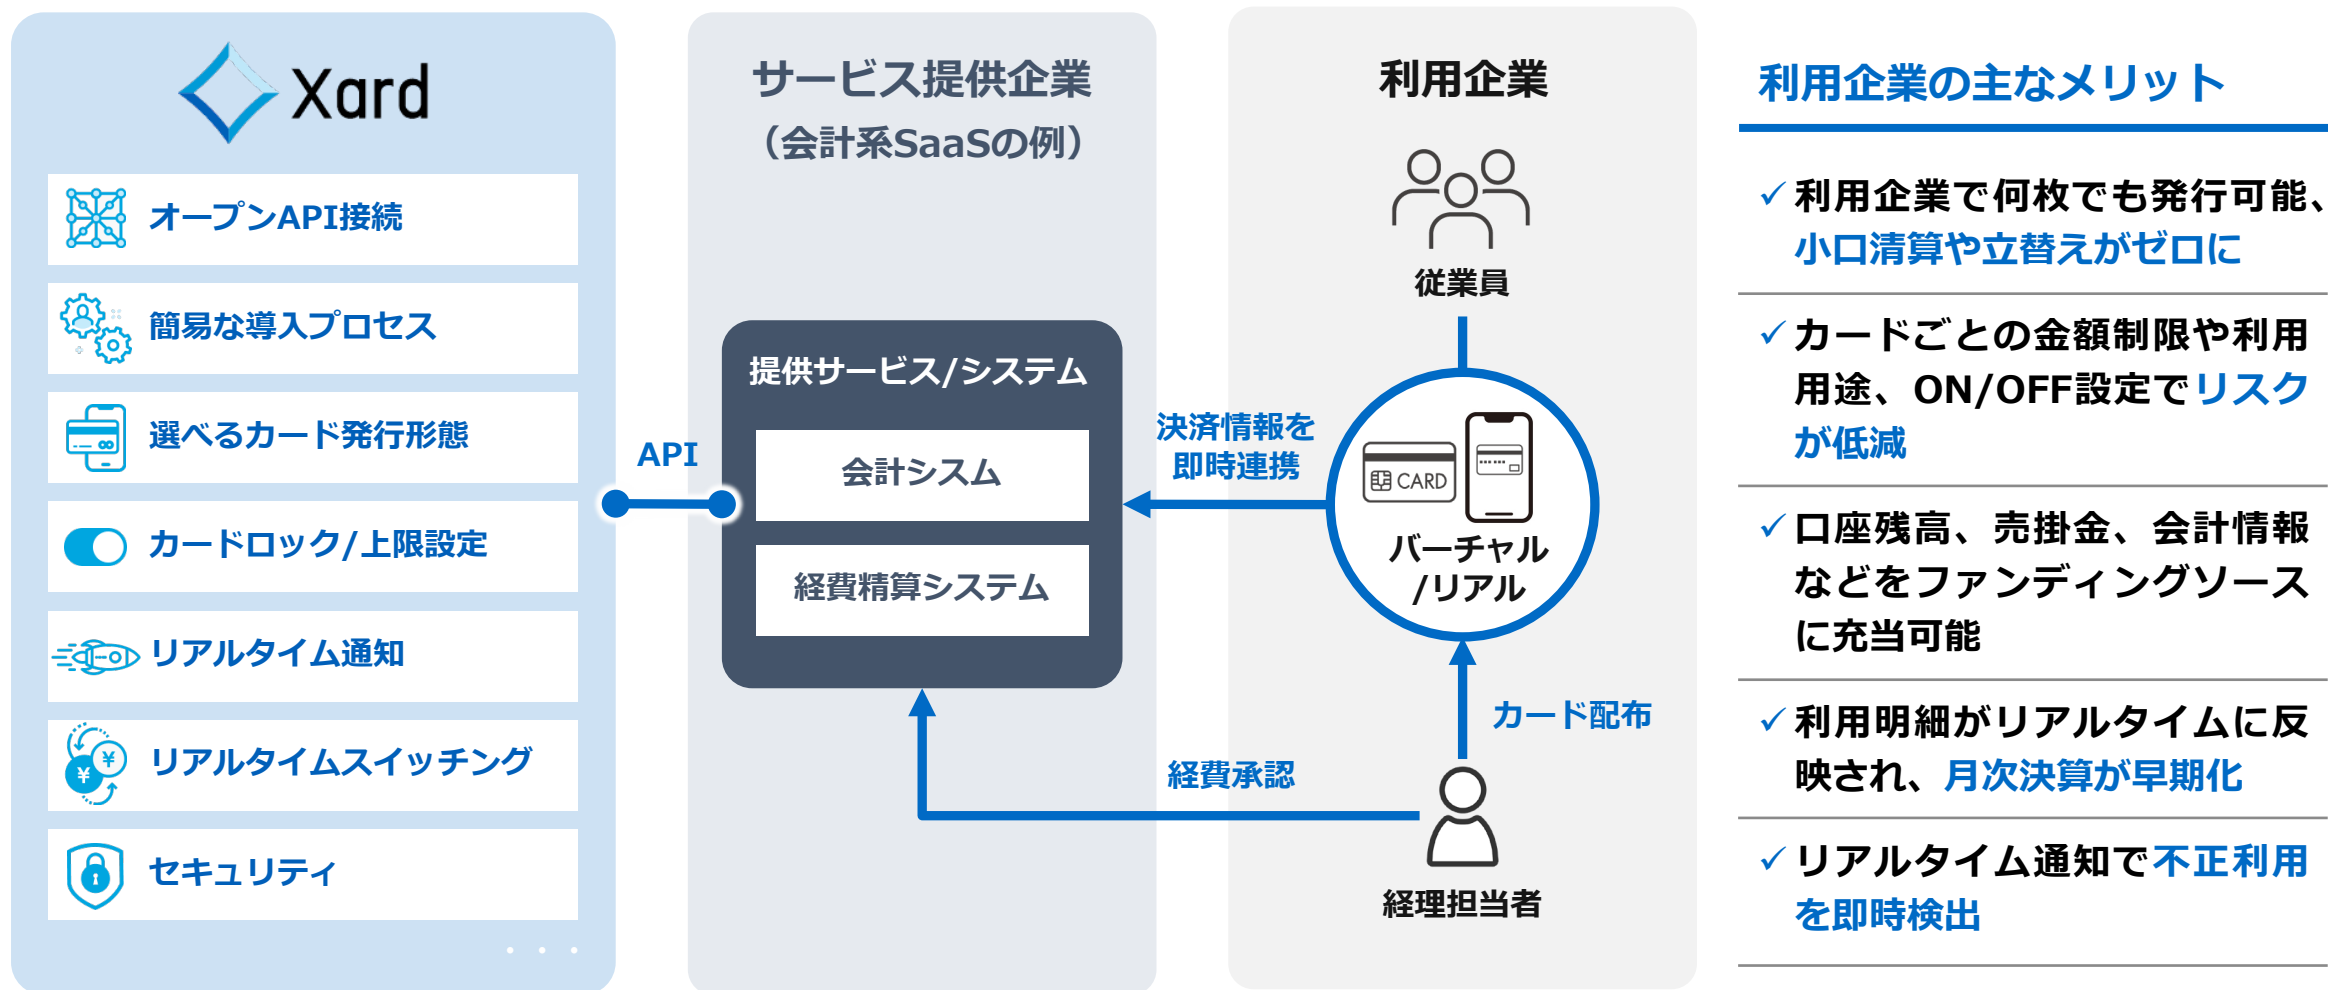 Xard
オープンAPI接続
簡易な導入プロセス
選べるカード発行形態
カードロック/上限設定
リアルタイム通知
リアルタイムスイッチング
セキュリティ
・・・
API
サービス提供企業
（会計系SaaSの例）
提供サービス/システム
会計シスム
経費精算システム
利用企業
従業員
決済情報を
即時連携
CARD
バーチャル
/リアル
カード配布
経費承認
経理担当者
利用企業の主なメリット
✓利用企業で何枚でも発行可能、
小口清算や立替えがゼロに
✓カードごとの金額制限や利用
用途、ON/OFF設定でリスク
が低減
✓口座残高、売掛金、会計情報
などをファンディングソース
に充当可能
✓利用明細がリアルタイムに反
映され、月次決算が早期化
✓リアルタイム通知で不正利用
を即時検出